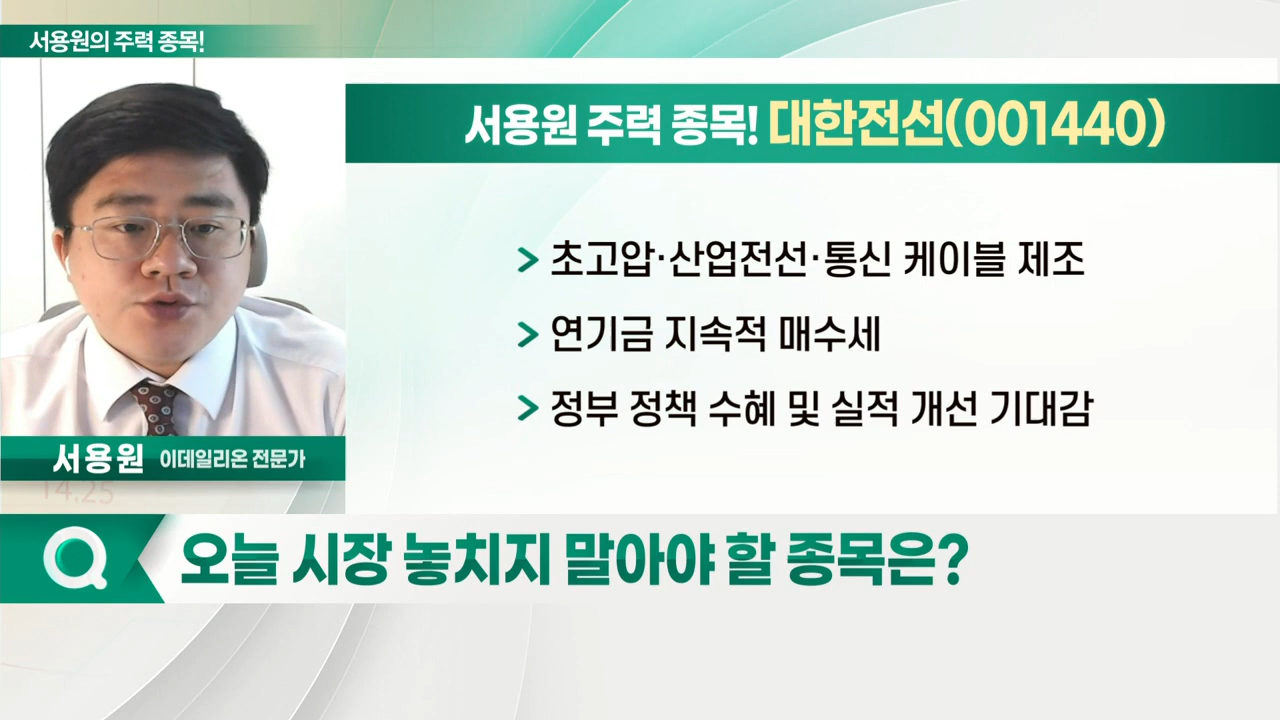 서용원의 주력 종목!
서용원 주력 종목! 대한전선(001440)
> 초고압·산업전선·통신 케이블 제조
> 연기금 지속적 매수세
> 정부 정책 수혜 및 실적 개선 기대감
서용원 이데일리온 전문가
14.25
Q 오늘 시장 놓치지 말아야 할 종목은?